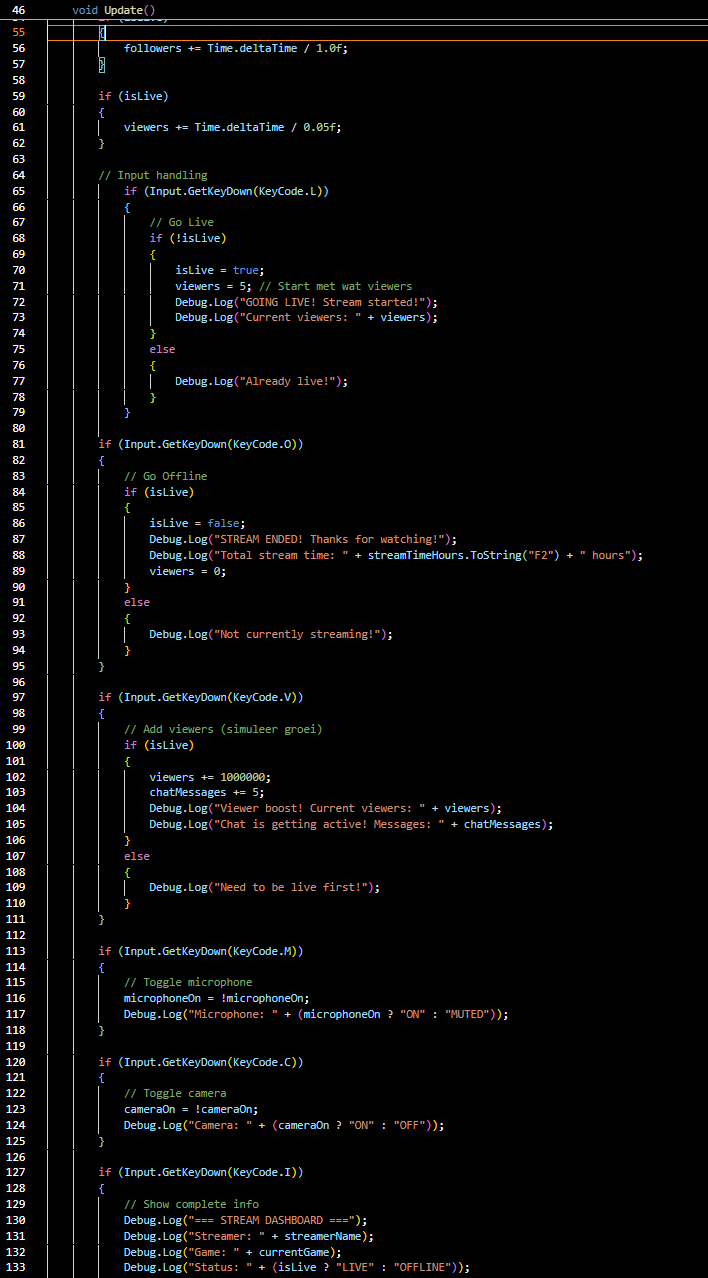 46 void Update()
55 {
56 followers += Time.deltaTime / 1.0f;
57 }
58
59 if (isLive)
60 {
61 viewers += Time.deltaTime / 0.05f;
62 }
63
64 // Input handling
65 if (Input.GetKeyDown(KeyCode.L))
66 {
67 // Go Live
68 if (!isLive)
69 {
70 isLive = true;
71 viewers = 5; // Start met wat viewers
72 Debug.Log("GOING LIVE! Stream started!");
73 Debug.Log("Current viewers: " + viewers);
74 }
75 else
76 {
77 Debug.Log("Already live!");
78 }
79 }
80
81 if (Input.GetKeyDown(KeyCode.O))
82 {
83 // Go Offline
84 if (isLive)
85 {
86 isLive = false;
87 Debug.Log("STREAM ENDED! Thanks for watching!");
88 Debug.Log("Total stream time: " + streamTimeHours.ToString("F2") + " hours");
89 viewers = 0;
90 }
91 else
92 {
93 Debug.Log("Not currently streaming!");
94 }
95 }
96
97 if (Input.GetKeyDown(KeyCode.V))
98 {
99 // Add viewers (simuleer groei)
100 if (isLive)
101 {
102 viewers += 1000000;
103 chatMessages += 5;
104 Debug.Log("Viewer boost! Current viewers: " + viewers);
105 Debug.Log("Chat is getting active! Messages: " + chatMessages);
106 }
107 else
108 {
109 Debug.Log("Need to be live first!");
110 }
111 }
112
113 if (Input.GetKeyDown(KeyCode.M))
114 {
115 // Toggle microphone
116 microphoneOn = !microphoneOn;
117 Debug.Log("Microphone: " + (microphoneOn ? "ON" : "MUTED"));
118 }
119
120 if (Input.GetKeyDown(KeyCode.C))
121 {
122 // Toggle camera
123 cameraOn = !cameraOn;
124 Debug.Log("Camera: " + (cameraOn ? "ON" : "OFF"));
125 }
126
127 if (Input.GetKeyDown(KeyCode.I))
128 {
129 // Show complete info
130 Debug.Log("=== STREAM DASHBOARD ===");
131 Debug.Log("Streamer: " + streamerName);
132 Debug.Log("Game: " + currentGame);
133 Debug.Log("Status: " + (isLive ? "LIVE" : "OFFLINE"));